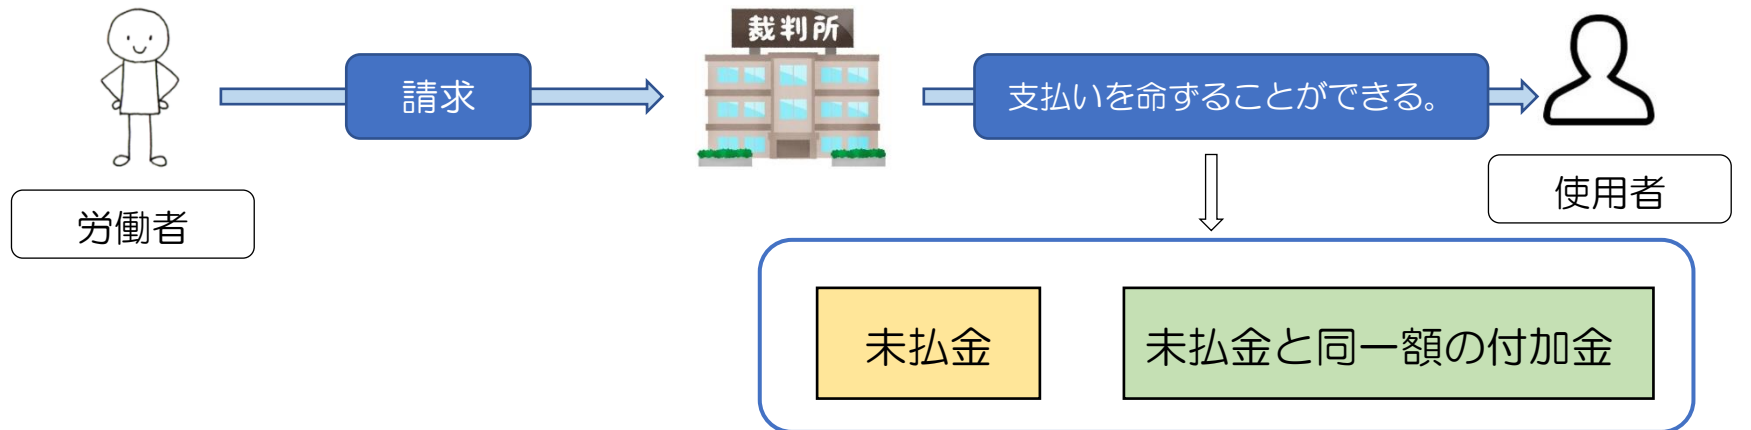 裁判所
請求
支払いを命ずることができる。
労働者
使用者
未払金
未払金と同一額の付加金